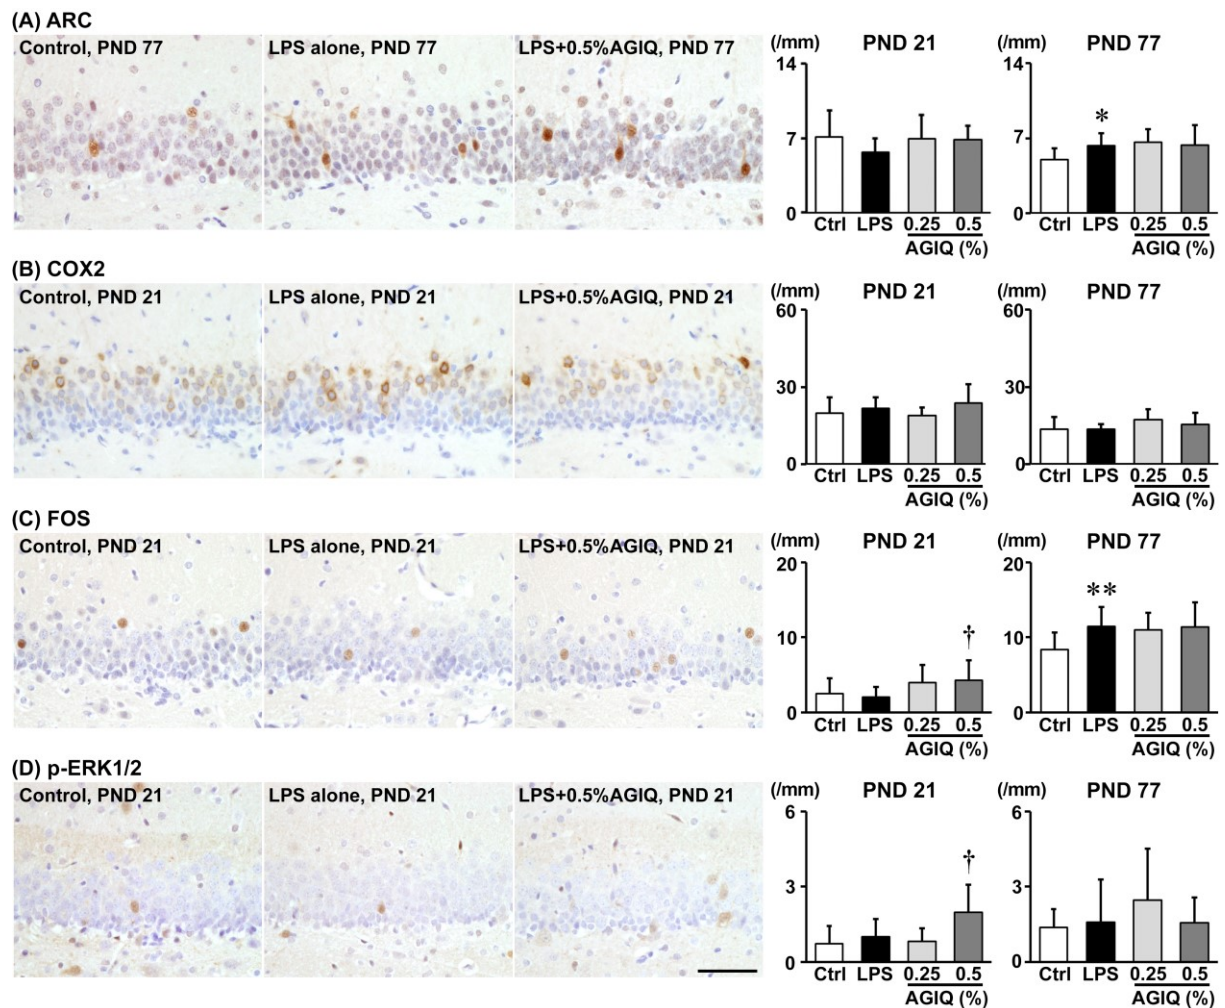 (A) ARC
Control, PND 77 LPS alone, PND 77 LPS+0.5%AGIQ, PND 77
(/mm) PND 21 (/mm) PND 77
14 14
7 7
*
0 0
Ctrl LPS 0.25 0.5 Ctrl LPS 0.25 0.5
AGIQ (%) AGIQ (%)
(B) COX2
Control, PND 21 LPS alone, PND 21 LPS+0.5%AGIQ, PND 21
(/mm) PND 21 (/mm) PND 77
60 60
30 30
0 0
Ctrl LPS 0.25 0.5 Ctrl LPS 0.25 0.5
AGIQ (%) AGIQ (%)
(C) FOS
Control, PND 21 LPS alone, PND 21 LPS+0.5%AGIQ, PND 21
(/mm) PND 21 (/mm) PND 77
20 20
**
10 10
†
0 0
Ctrl LPS 0.25 0.5 Ctrl LPS 0.25 0.5
AGIQ (%) AGIQ (%)
(D) p-ERK1/2
Control, PND 21 LPS alone, PND 21 LPS+0.5%AGIQ, PND 21
(/mm) PND 21 (/mm) PND 77
6 6
†
3 3
0 0
Ctrl LPS 0.25 0.5 Ctrl LPS 0.25 0.5
AGIQ (%) AGIQ (%)